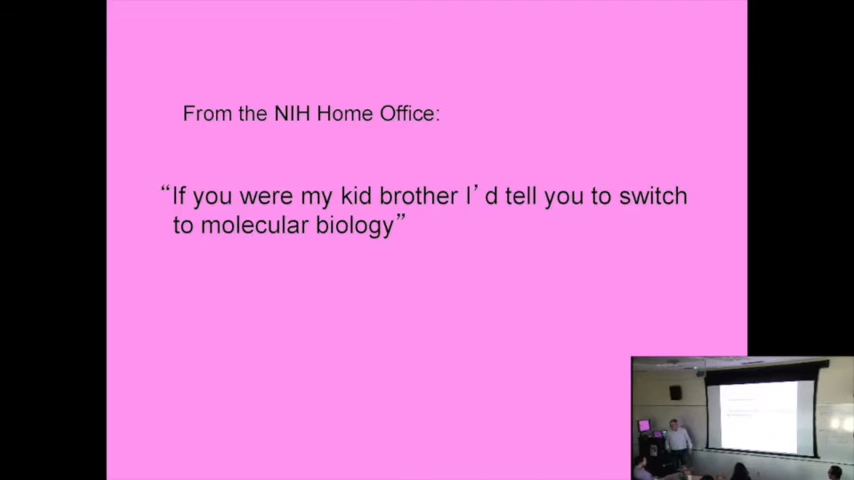 From the NIH Home Office:
“If you were my kid brother I’ d tell you to switch
to molecular biology”